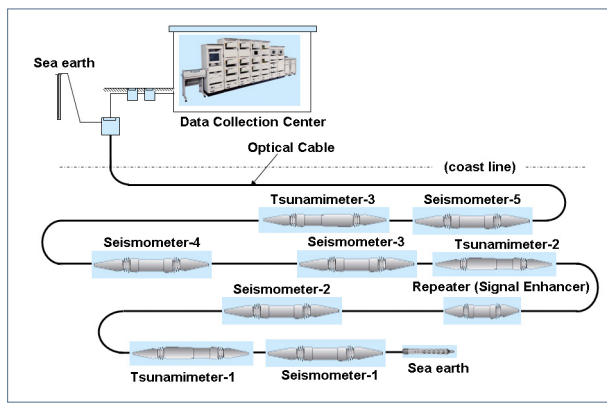 Sea earth
Data Collection Center
Optical Cable
(coast line)
Tsunamimeter-3
Seismometer-5
Seismometer-4
Seismometer-3
Tsunamimeter-2
Seismometer-2
Repeater (Signal Enhancer)
Tsunamimeter-1
Seismometer-1
Sea earth